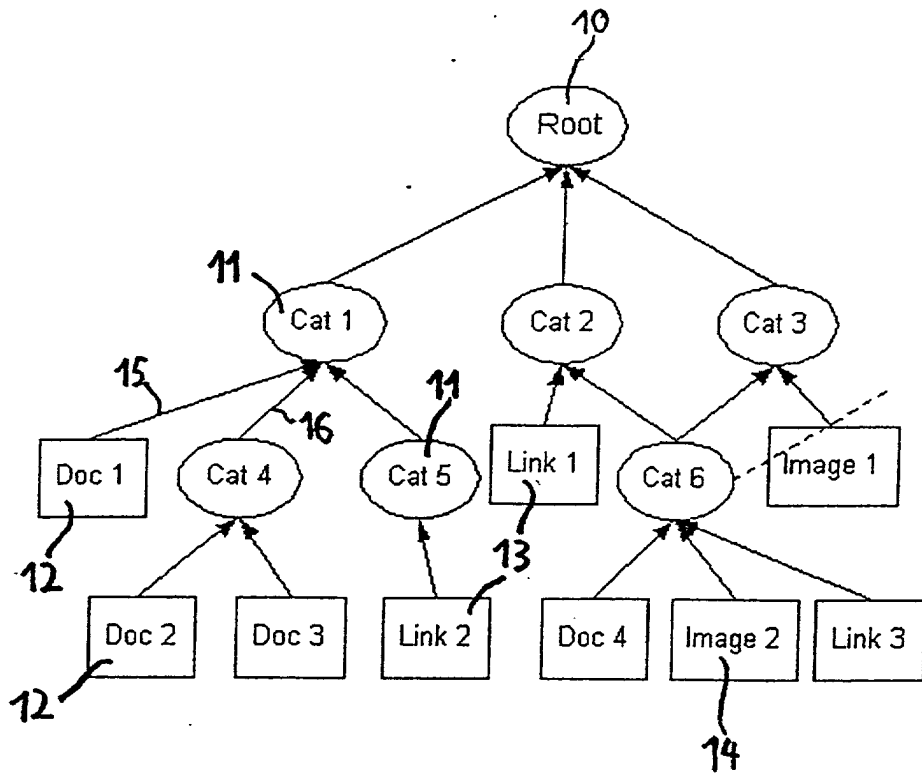 10
Root
11
Cat 1
Cat 2
Cat 3
15
16
11
Doc 1
Cat 4
Cat 5
Link 1
Cat 6
Image 1
12
13
Doc 2
Doc 3
Link 2
Doc 4
Image 2
Link 3
12
14